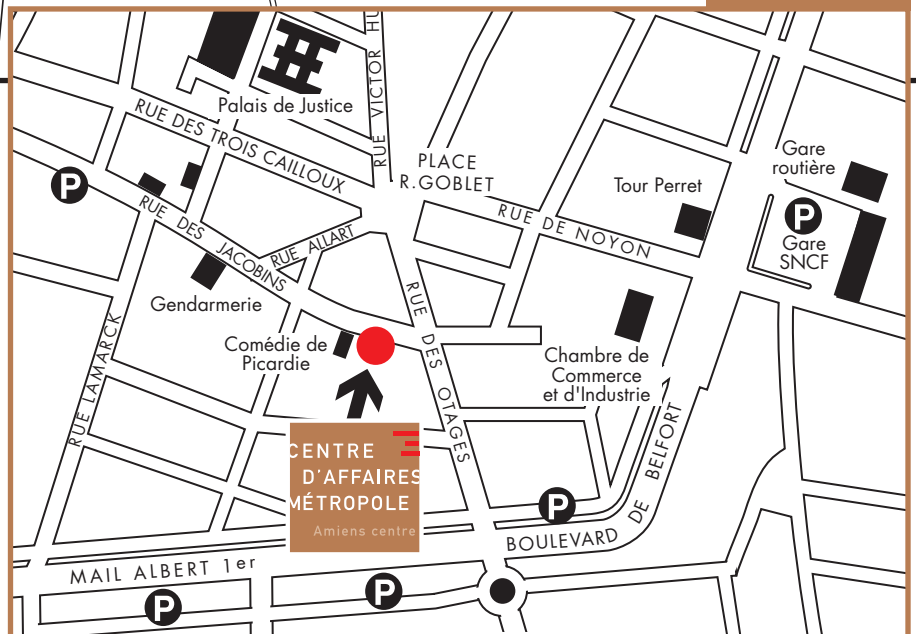 RUE VICTOR HU
Palais de Justice
RUE DES TROIS CAILLOUX
PLACE
R.GOBLET
Gare
routière
Tour Perret
P
P
RUE DE NOYON
Gare
SNCF
RUE DES JACOBINS
RUE ALLART
Gendarmerie
RUE DES OTAGES
Comédie de
Picardie
Chambre de
Commerce
et d'Industrie
RUE LAMARCK
CENTRE
D'AFFAIRES
MÉTROPOLE
Amiens centre
P
BOULEVARD DE BELFORT
MAIL ALBERT 1er
P
P